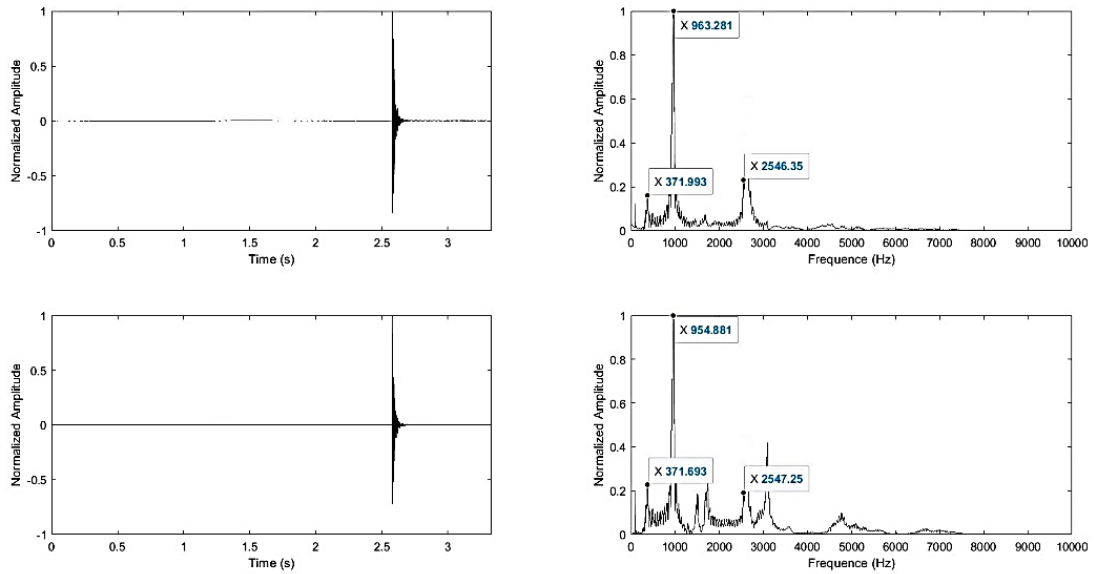 1
0.5
0
-0.5
-1
Normalized Amplitude
0 0.5 1 1.5 2 2.5 3
Time (s)
1
0.8
0.6
0.4
0.2
0
Normalized Amplitude
X 963.281
X 2546.35
X 371.993
0 1000 2000 3000 4000 5000 6000 7000 8000 9000 10000
Frequence (Hz)
1
0.5
0
-0.5
-1
Normalized Amplitude
0 0.5 1 1.5 2 2.5 3
Time (s)
1
0.8
0.6
0.4
0.2
0
Normalized Amplitude
X 954.881
X 371.693
X 2547.25
0 1000 2000 3000 4000 5000 6000 7000 8000 9000 10000
Frequence (Hz)